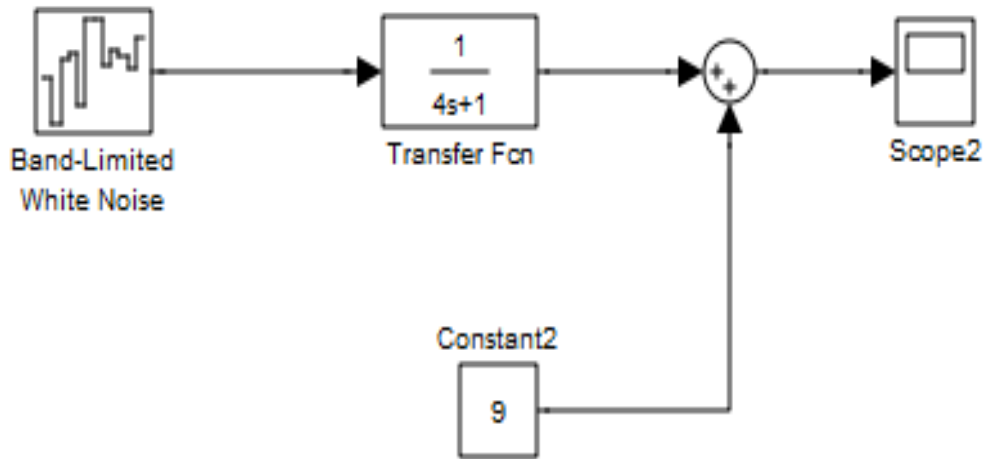 1
4s+1
+
+
Band-Limited
White Noise
Transfer Fcn
Scope2
Constant2
9